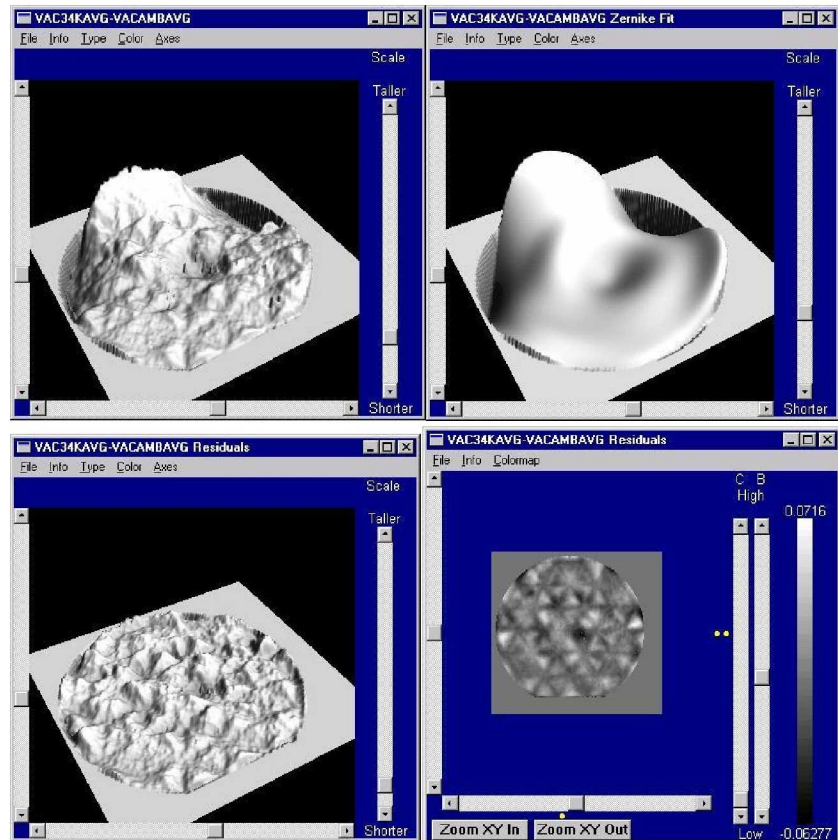 VAC34KAVG-VACAMBAVG
File Info Type Color Axes
Scale
Taller
Shorter
VAC34KAVG-VACAMBAVG Zernike Fit
File Info Type Color Axes
Scale
Taller
Shorter
VAC34KAVG-VACAMBAVG Residuals
File Info Type Color Axes
Scale
Taller
Shorter
VAC34KAVG-VACAMBAVG Residuals
File Info Colormap
C B
High
0.0716
Zoom XY In Zoom XY Out
Low -0.06277